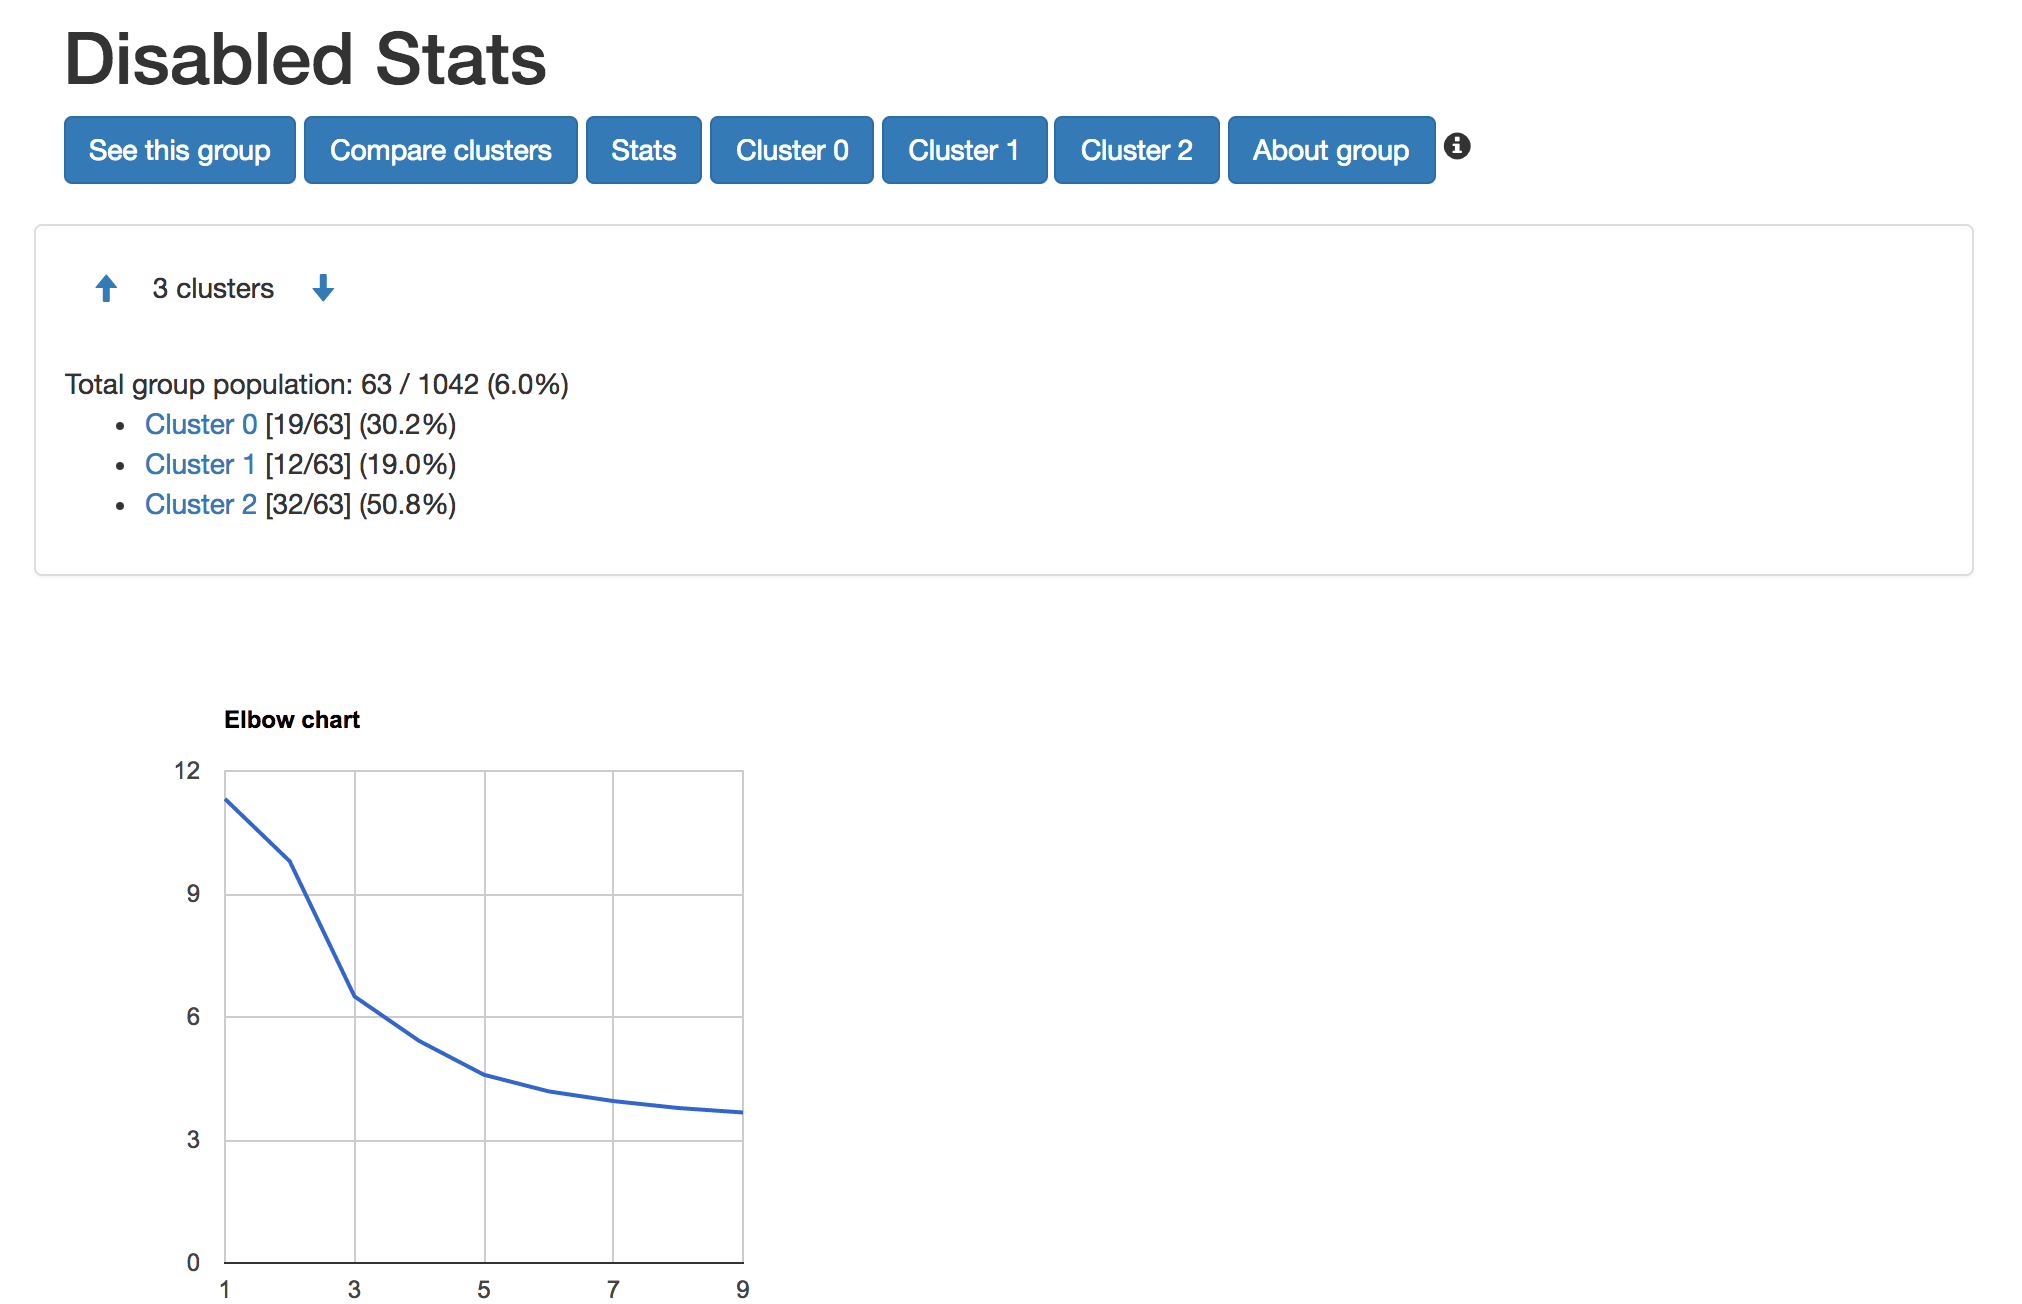 Disabled Stats
See this group Compare clusters Stats Cluster 0 Cluster 1 Cluster 2 About group
3 clusters
Total group population: 63 / 1042 (6.0%)
• Cluster 0 [19/63] (30.2%)
• Cluster 1 [12/63] (19.0%)
• Cluster 2 [32/63] (50.8%)
Elbow chart
12
9
6
3
0
1 3 5 7 9